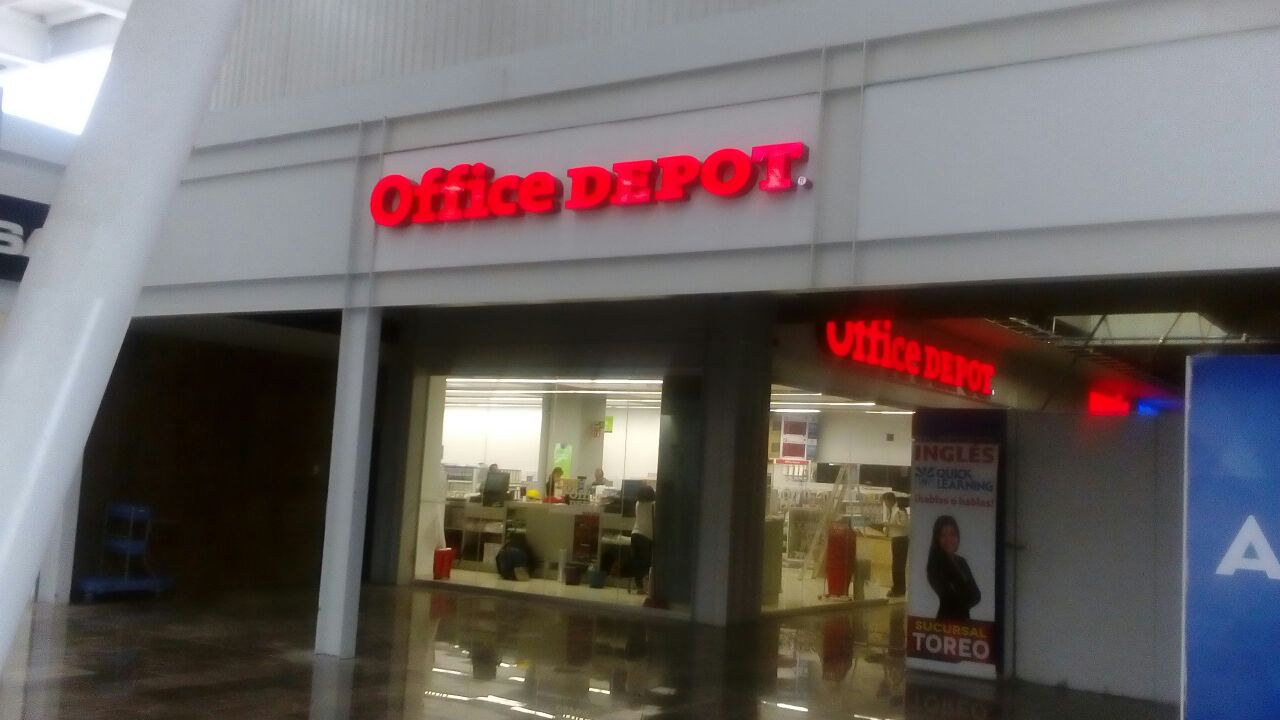 Office DEPOT®
Office DEPOT
INGLÉS
QUICK
LEARNING
¡hablas o hablas!
SUCURSAL
TOREO
S
A